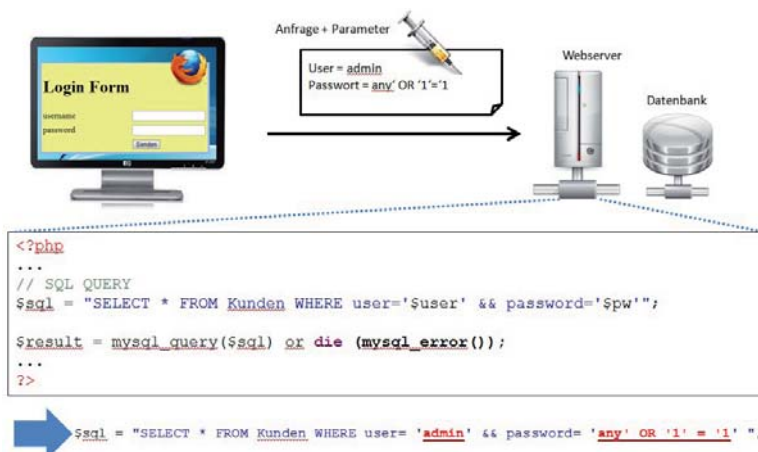 Anfrage + Parameter
User = admin
Passwort = any' OR '1'='1
Webserver
Datenbank
Login Form
username
password
Senden
<?php
...
// SQL QUERY
$sql = "SELECT * FROM Kunden WHERE user='$user' && password='$pw'";
$result = mysql_query($sql) or die (mysql_error());
...
?>
$sql = "SELECT * FROM Kunden WHERE user= 'admin' && password= 'any' OR '1' = '1' ";